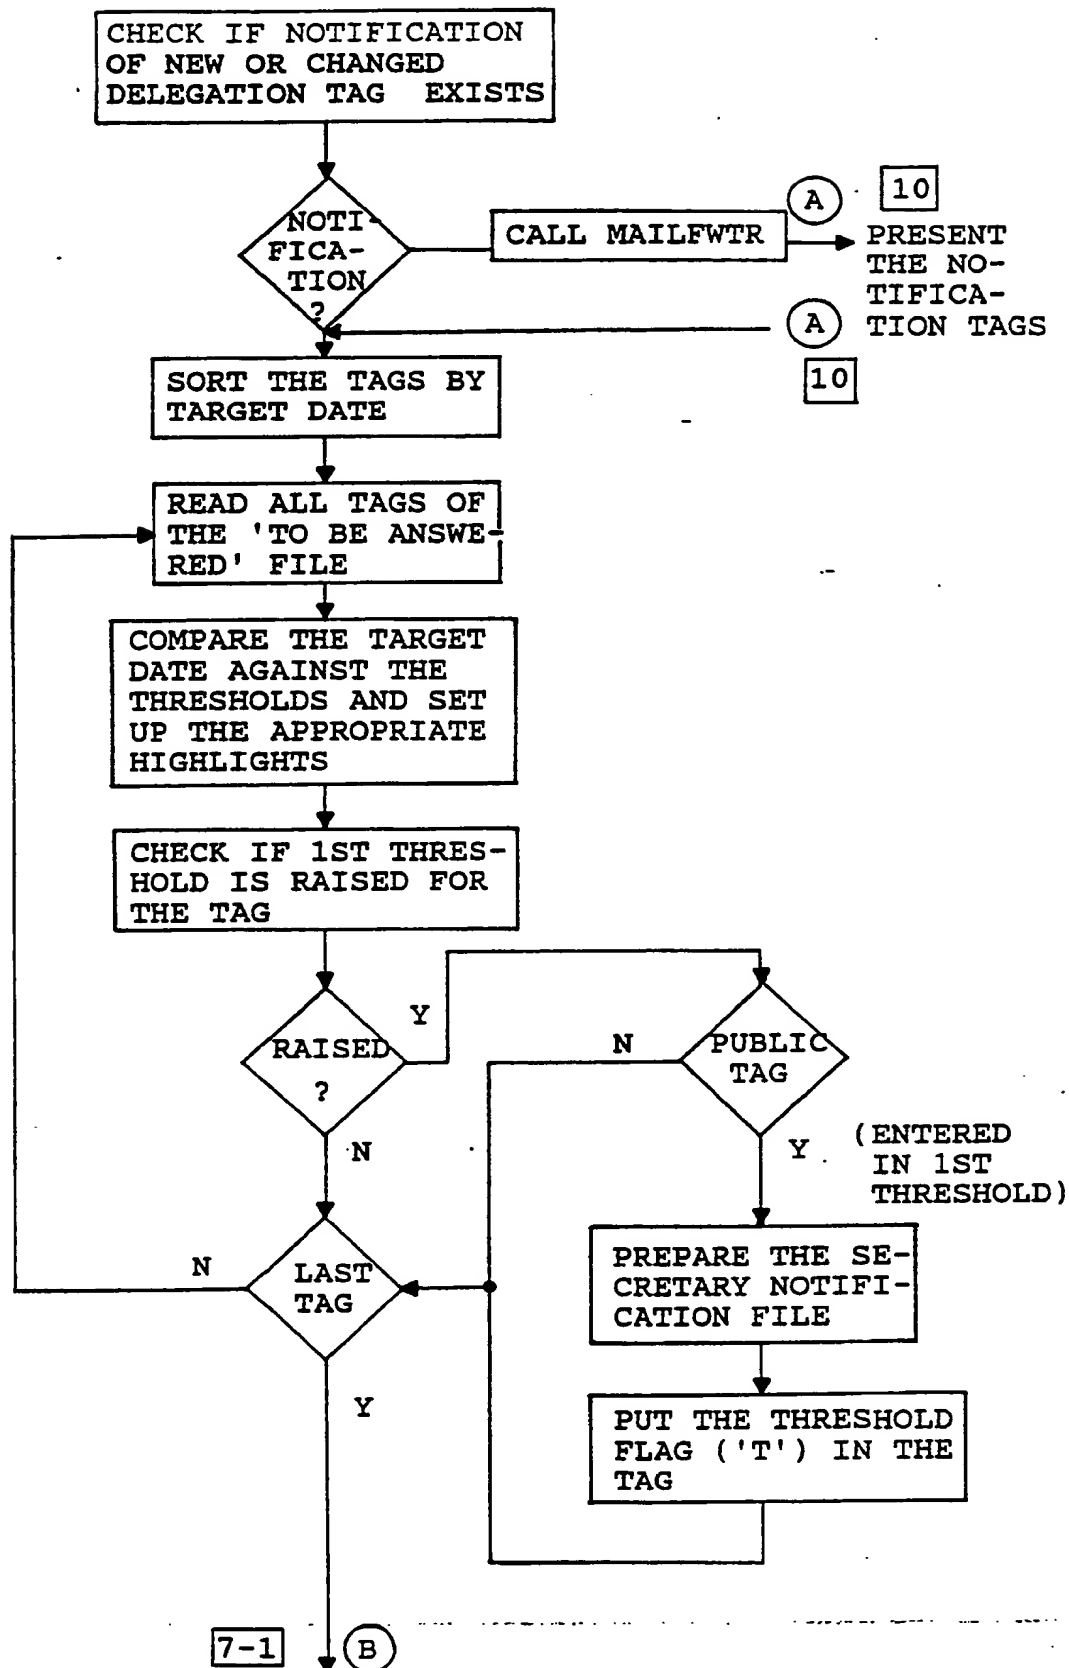 CHECK IF NOTIFICATION
OF NEW OR CHANGED
DELEGATION TAG EXISTS
NOTI-
FICA-
TION
?
CALL MAILFWTR
A
10
PRESENT
THE NO-
TIFICA-
TION TAGS
A
10
SORT THE TAGS BY
TARGET DATE
READ ALL TAGS OF
THE 'TO BE ANSWE-
RED' FILE
COMPARE THE TARGET
DATE AGAINST THE
THRESHOLDS AND SET
UP THE APPROPRIATE
HIGHLIGHTS
CHECK IF 1ST THRES-
HOLD IS RAISED FOR
THE TAG
RAISED
?
Y
N
PUBLIC
TAG
N
Y
(ENTERED
IN 1ST
THRESHOLD)
PREPARE THE SE-
CRETARY NOTIFI-
CATION FILE
PUT THE THRESHOLD
FLAG ('T') IN THE
TAG
LAST
TAG
N
Y
7-1
B